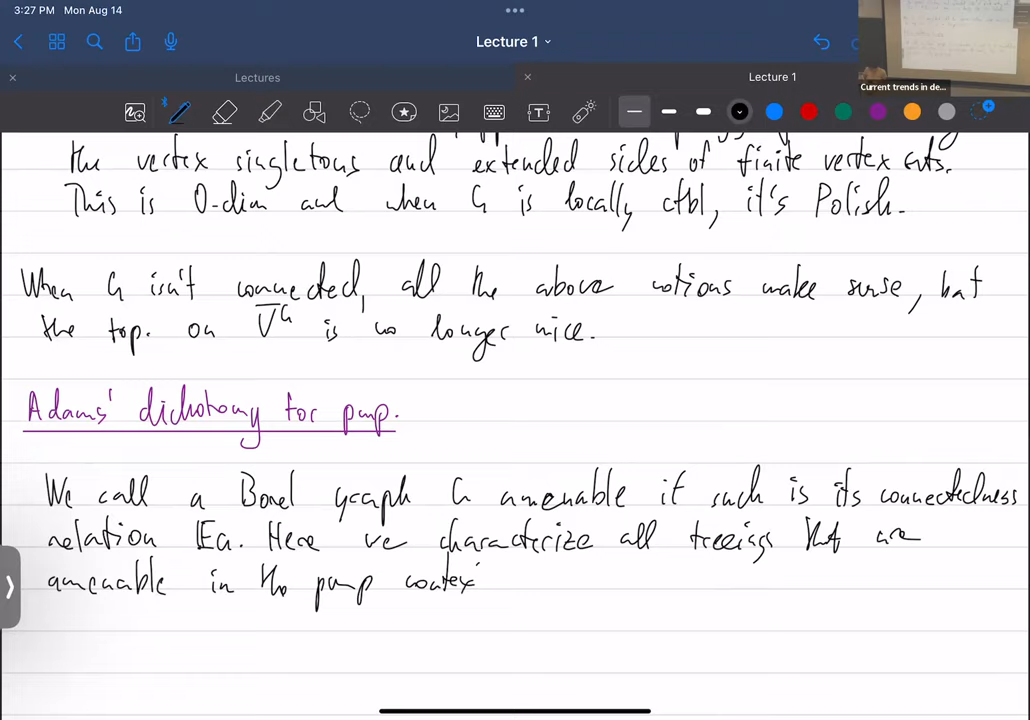 3:27 PM Mon Aug 14
Lecture 1
Lectures
Lecture 1
Current trends in de...
the vertex singletons and extended sides of finite vertex cuts.
This is 0-dim and when G is locally ctbl, it's Polish.
When G isn't connected, all the above notions make sense, but
the top. on V̅ᴳ is no longer nice.
Adams' dichotomy for pmp.
We call a Borel graph G amenable if such is its connectedness
relation E_G. Here we characterize all treeings that are
amenable in the pmp contex